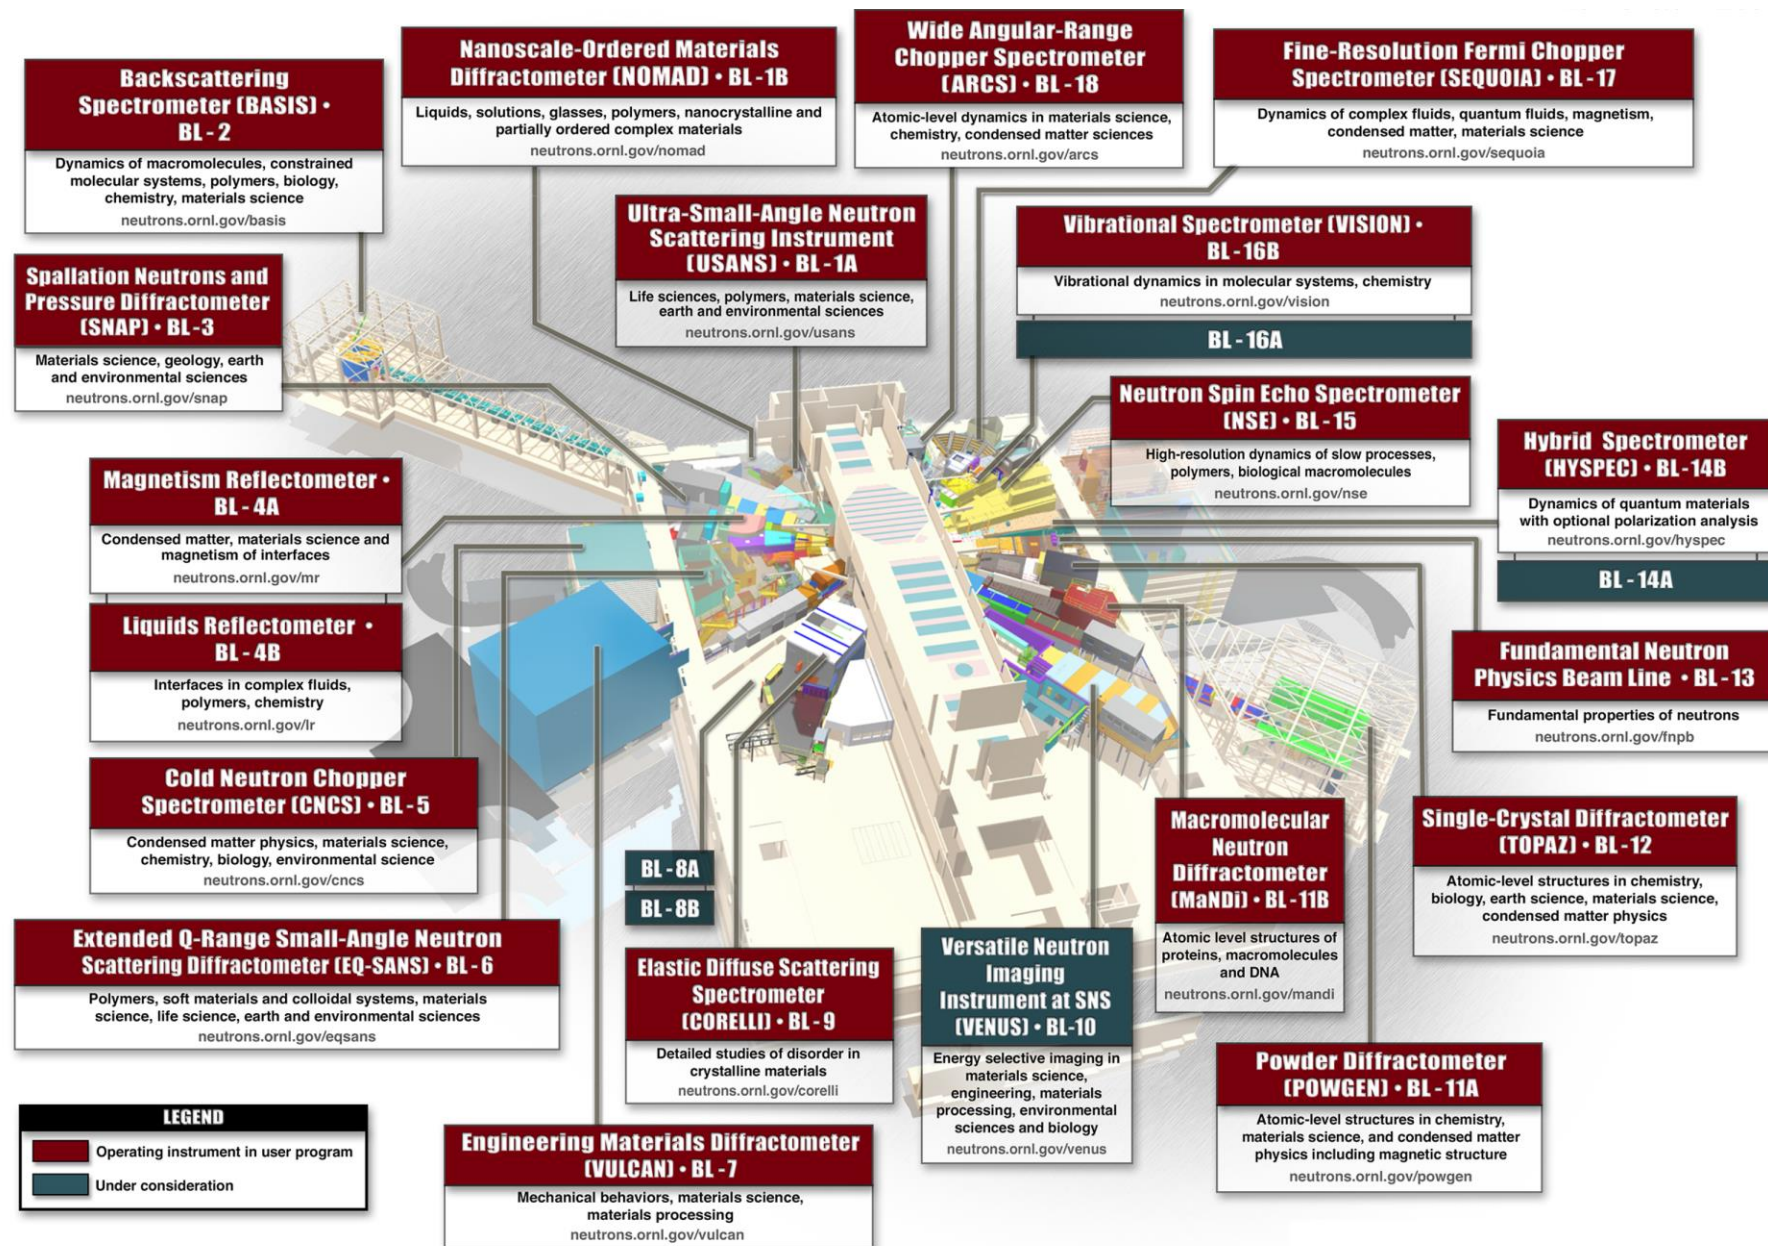 Backscattering
Spectrometer (BASIS) •
BL - 2
Dynamics of macromolecules, constrained
molecular systems, polymers, biology,
chemistry, materials science
neutrons.ornl.gov/basis
Nanoscale-Ordered Materials
Diffractometer (NOMAD) • BL - 1B
Liquids, solutions, glasses, polymers, nanocrystalline and
partially ordered complex materials
neutrons.ornl.gov/nomad
Wide Angular-Range
Chopper Spectrometer
(ARCS) • BL - 18
Atomic-level dynamics in materials science,
chemistry, condensed matter sciences
neutrons.ornl.gov/arcs
Fine-Resolution Fermi Chopper
Spectrometer (SEQUOIA) • BL - 17
Dynamics of complex fluids, quantum fluids, magnetism,
condensed matter, materials science
neutrons.ornl.gov/sequoia
Ultra-Small-Angle Neutron
Scattering Instrument
(USANS) • BL - 1A
Life sciences, polymers, materials science,
earth and environmental sciences
neutrons.ornl.gov/usans
Vibrational Spectrometer (VISION) •
BL - 16B
Vibrational dynamics in molecular systems, chemistry
neutrons.ornl.gov/vision
BL - 16A
Spallation Neutrons and
Pressure Diffractometer
(SNAP) • BL - 3
Materials science, geology, earth
and environmental sciences
neutrons.ornl.gov/snap
Neutron Spin Echo Spectrometer
(NSE) • BL - 15
High-resolution dynamics of slow processes,
polymers, biological macromolecules
neutrons.ornl.gov/nse
Hybrid Spectrometer
(HYSPEC) • BL - 14B
Dynamics of quantum materials
with optional polarization analysis
neutrons.ornl.gov/hyspec
BL - 14A
Magnetism Reflectometer •
BL - 4A
Condensed matter, materials science and
magnetism of interfaces
neutrons.ornl.gov/mr
Liquids Reflectometer •
BL - 4B
Interfaces in complex fluids,
polymers, chemistry
neutrons.ornl.gov/lr
Fundamental Neutron
Physics Beam Line • BL - 13
Fundamental properties of neutrons
neutrons.ornl.gov/fnpb
Cold Neutron Chopper
Spectrometer (CNCS) • BL - 5
Condensed matter physics, materials science,
chemistry, biology, environmental science
neutrons.ornl.gov/cncs
BL - 8A
BL - 8B
Macromolecular
Neutron
Diffractometer
(MaNDi) • BL - 11B
Atomic level structures of
proteins, macromolecules
and DNA
neutrons.ornl.gov/mandi
Single-Crystal Diffractometer
(TOPAZ) • BL - 12
Atomic-level structures in chemistry,
biology, earth science, materials science,
condensed matter physics
neutrons.ornl.gov/topaz
Extended Q-Range Small-Angle Neutron
Scattering Diffractometer (EQ-SANS) • BL - 6
Polymers, soft materials and colloidal systems, materials
science, life science, earth and environmental sciences
neutrons.ornl.gov/eqsans
Elastic Diffuse Scattering
Spectrometer
(CORELLI) • BL - 9
Detailed studies of disorder in
crystalline materials
neutrons.ornl.gov/corelli
Versatile Neutron
Imaging
Instrument at SNS
(VENUS) • BL-10
Energy selective imaging in
materials science,
engineering, materials
processing, environmental
sciences and biology
neutrons.ornl.gov/venus
Powder Diffractometer
(POWGEN) • BL - 11A
Atomic-level structures in chemistry,
materials science, and condensed matter
physics including magnetic structure
neutrons.ornl.gov/powgen
LEGEND
Operating instrument in user program
Under consideration
Engineering Materials Diffractometer
(VULCAN) • BL - 7
Mechanical behaviors, materials science,
materials processing
neutrons.ornl.gov/vulcan